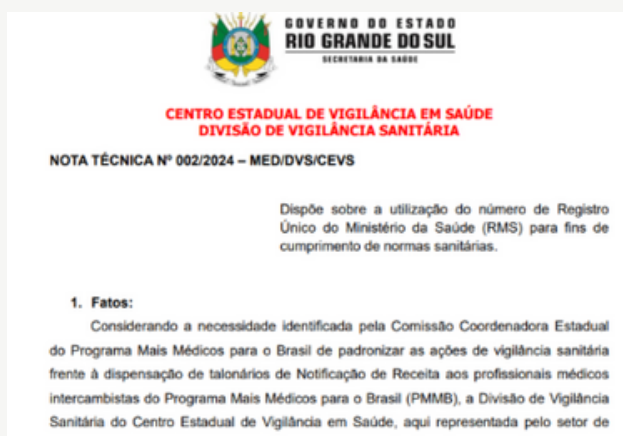 GOVERNO DO ESTADO
RIO GRANDE DO SUL
SECRETARIA DA SAÚDE
CENTRO ESTADUAL DE VIGILÂNCIA EM SAÚDE
DIVISÃO DE VIGILÂNCIA SANITÁRIA
NOTA TÉCNICA Nº 002/2024 – MED/DVS/CEVS
Dispõe sobre a utilização do número de Registro
Único do Ministério da Saúde (RMS) para fins de
cumprimento de normas sanitárias.
1. Fatos:
Considerando a necessidade identificada pela Comissão Coordenadora Estadual
do Programa Mais Médicos para o Brasil de padronizar as ações de vigilância sanitária
frente à dispensação de talonários de Notificação de Receita aos profissionais médicos
intercambistas do Programa Mais Médicos para o Brasil (PMMB), a Divisão de Vigilância
Sanitária do Centro Estadual de Vigilância em Saúde, aqui representada pelo setor de